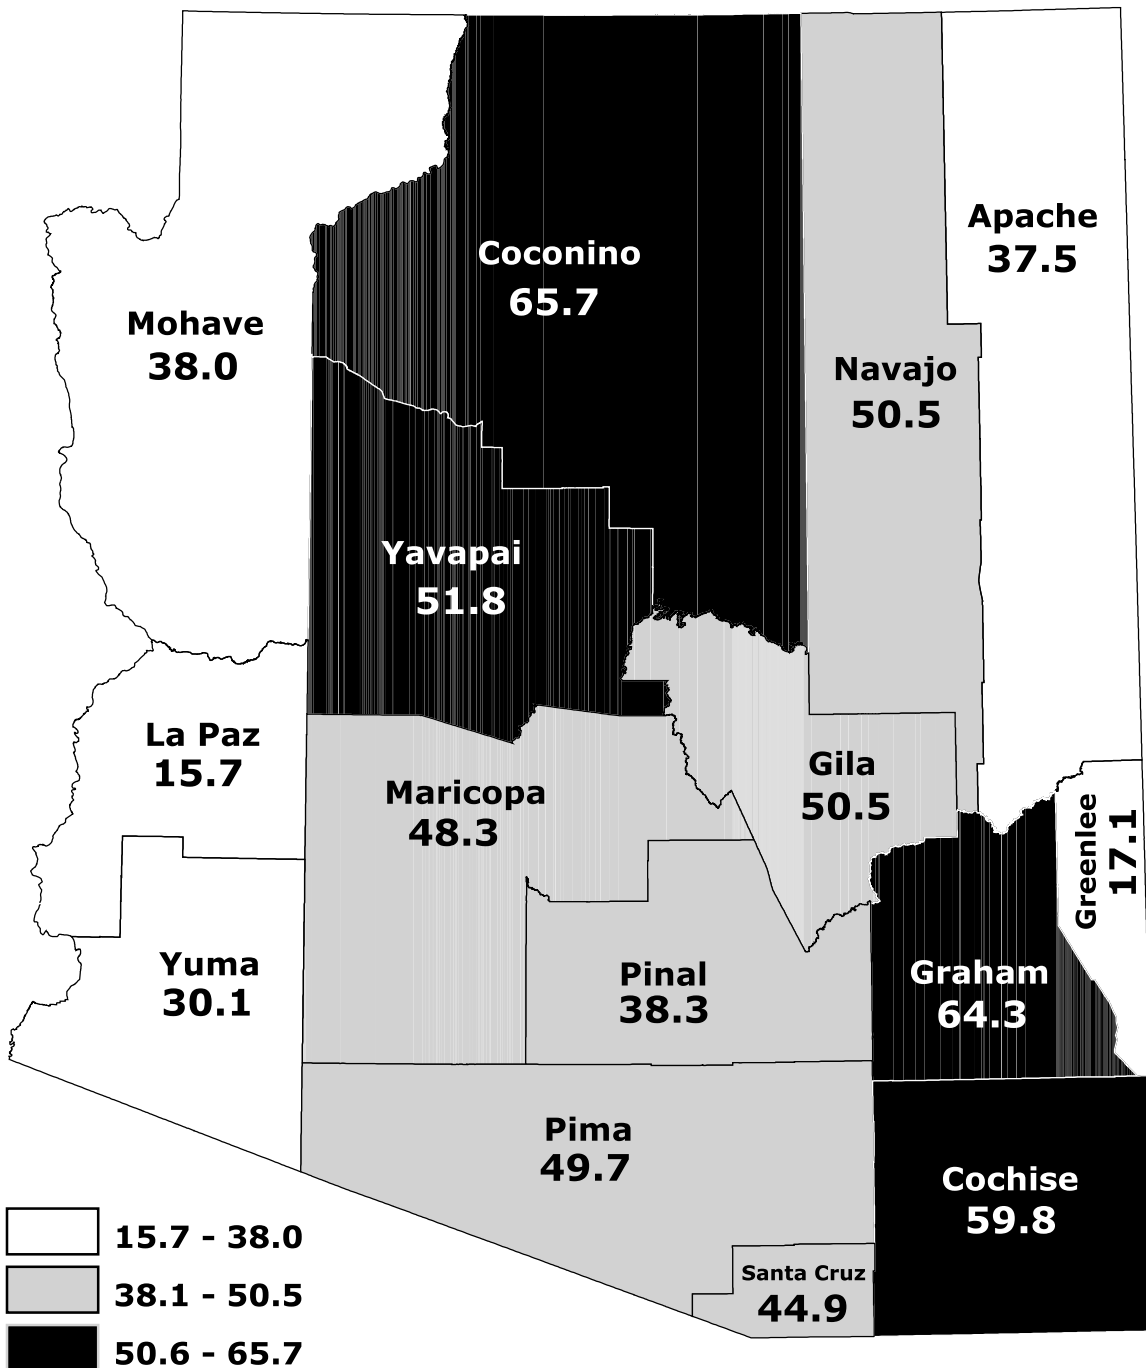 Apache
37.5
Coconino
65.7
Mohave
38.0
Navajo
50.5
Yavapai
51.8
La Paz
15.7
Gila
50.5
Maricopa
48.3
Greenlee
17.1
Yuma
30.1
Pinal
38.3
Graham
64.3
Pima
49.7
Cochise
59.8
Santa Cruz
44.9
15.7 - 38.0
38.1 - 50.5
50.6 - 65.7